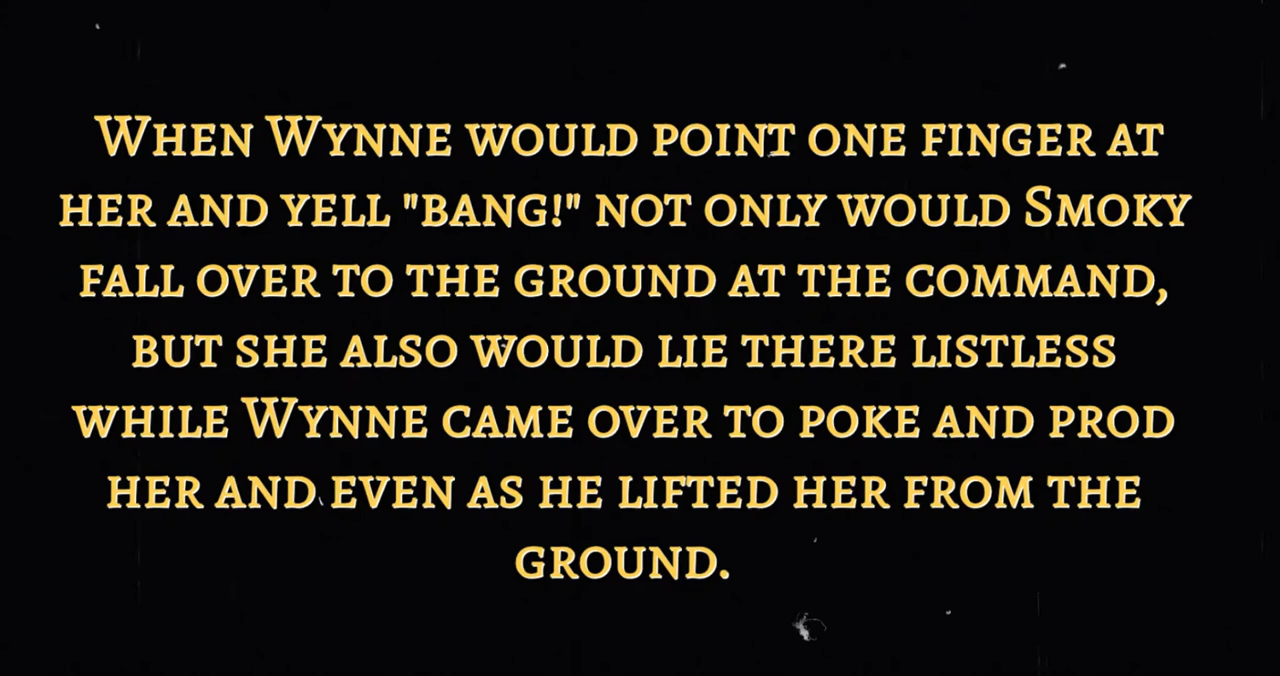 When Wynne would point one finger at
her and yell "bang!" not only would Smoky
fall over to the ground at the command,
but she also would lie there listless
while Wynne came over to poke and prod
her and even as he lifted her from the
ground.